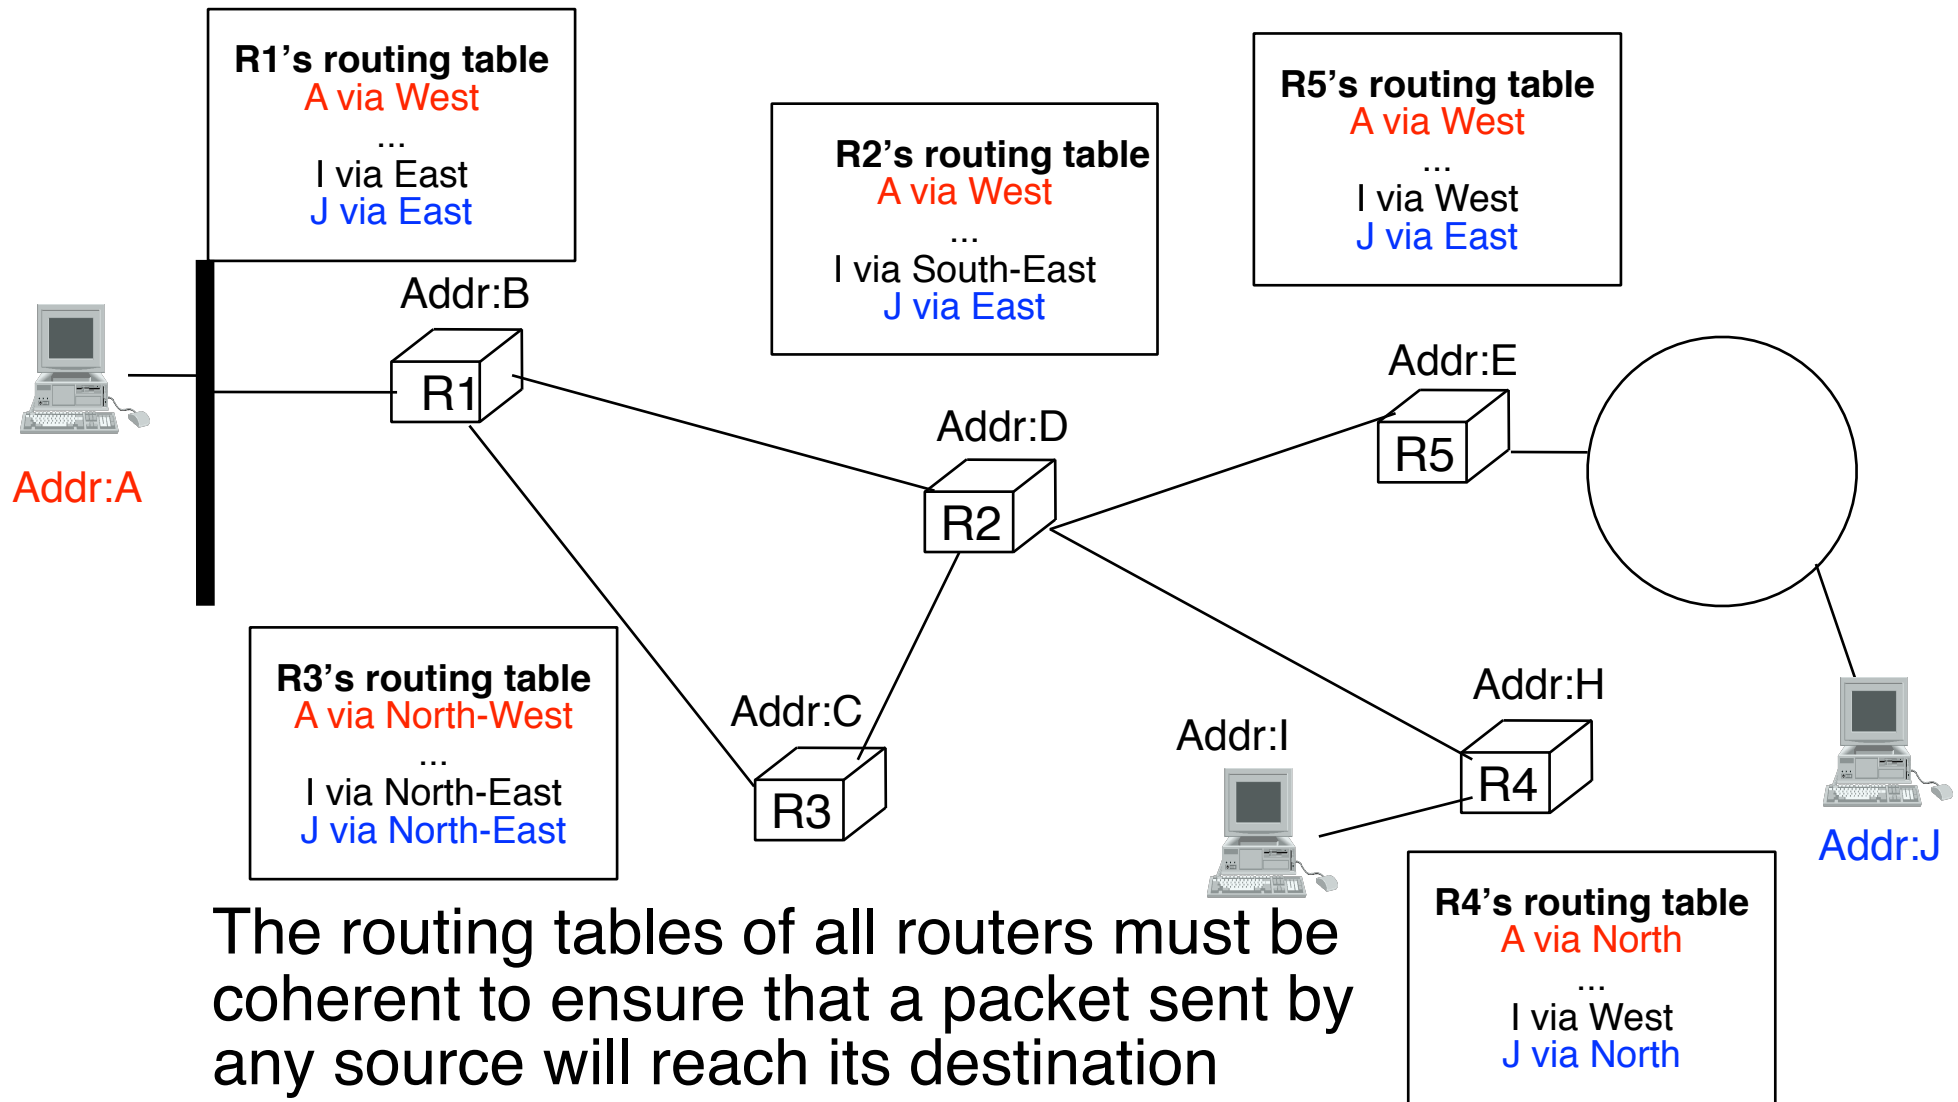 R1’s routing table
A via West
...
I via East
J via East
R2’s routing table
A via West
...
I via South-East
J via East
R5’s routing table
A via West
...
I via West
J via East
Addr:B
R1
Addr:A
Addr:D
R2
Addr:E
R5
R3’s routing table
A via North-West
...
I via North-East
J via North-East
Addr:C
R3
Addr:I
Addr:H
R4
Addr:J
R4’s routing table
A via North
...
I via West
J via North
The routing tables of all routers must be
coherent to ensure that a packet sent by
any source will reach its destination